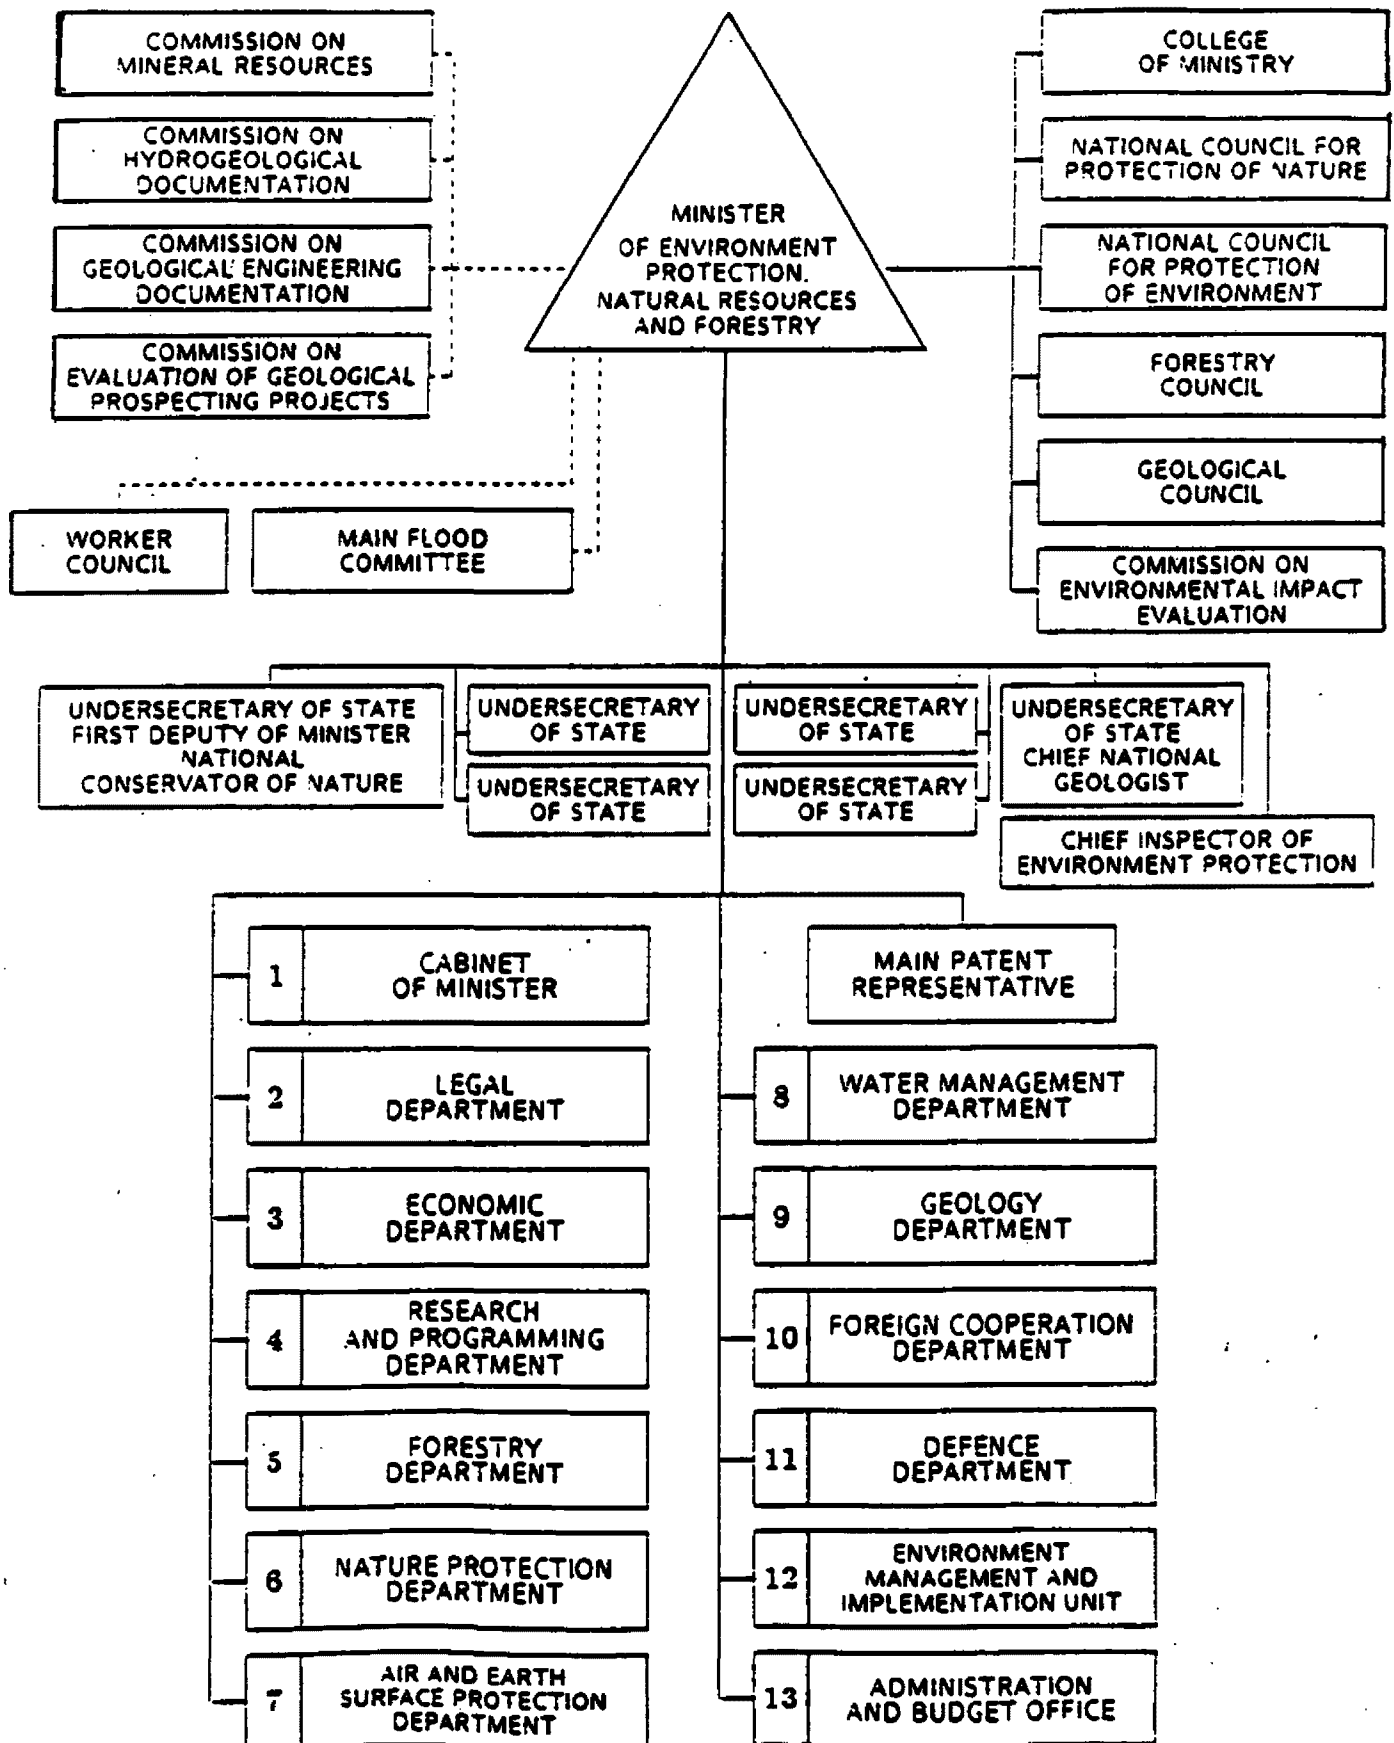 COMMISSION ON
MINERAL RESOURCES
COMMISSION ON
HYDROGEOLOGICAL
DOCUMENTATION
COMMISSION ON
GEOLOGICAL ENGINEERING
DOCUMENTATION
COMMISSION ON
EVALUATION OF GEOLOGICAL
PROSPECTING PROJECTS
WORKER
COUNCIL
MAIN FLOOD
COMMITTEE
MINISTER
OF ENVIRONMENT
PROTECTION.
NATURAL RESOURCES
AND FORESTRY
COLLEGE
OF MINISTRY
NATIONAL COUNCIL FOR
PROTECTION OF NATURE
NATIONAL COUNCIL
FOR PROTECTION
OF ENVIRONMENT
FORESTRY
COUNCIL
GEOLOGICAL
COUNCIL
COMMISSION ON
ENVIRONMENTAL IMPACT
EVALUATION
UNDERSECRETARY OF STATE
FIRST DEPUTY OF MINISTER
NATIONAL
CONSERVATOR OF NATURE
UNDERSECRETARY
OF STATE
UNDERSECRETARY
OF STATE
UNDERSECRETARY
OF STATE
UNDERSECRETARY
OF STATE
UNDERSECRETARY
OF STATE
CHIEF NATIONAL
GEOLOGIST
CHIEF INSPECTOR OF
ENVIRONMENT PROTECTION
1
CABINET
OF MINISTER
2
LEGAL
DEPARTMENT
3
ECONOMIC
DEPARTMENT
4
RESEARCH
AND PROGRAMMING
DEPARTMENT
5
FORESTRY
DEPARTMENT
6
NATURE PROTECTION
DEPARTMENT
7
AIR AND EARTH
SURFACE PROTECTION
DEPARTMENT
MAIN PATENT
REPRESENTATIVE
8
WATER MANAGEMENT
DEPARTMENT
9
GEOLOGY
DEPARTMENT
10
FOREIGN COOPERATION
DEPARTMENT
11
DEFENCE
DEPARTMENT
12
ENVIRONMENT
MANAGEMENT AND
IMPLEMENTATION UNIT
13
ADMINISTRATION
AND BUDGET OFFICE